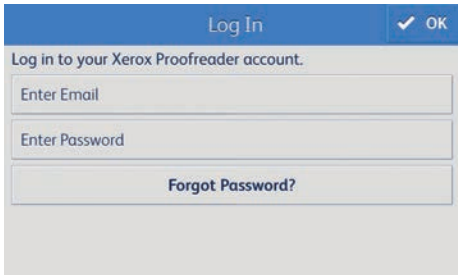 Log In
OK
Log in to your Xerox Proofreader account.
Enter Email
Enter Password
Forgot Password?